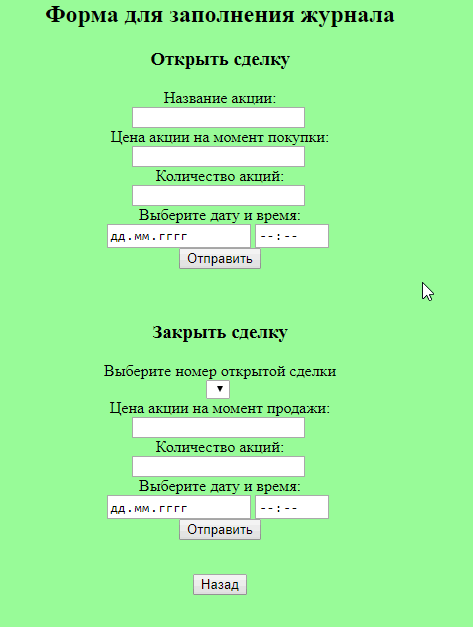 Форма для заполнения журнала
Открыть сделку
Название акции:
Цена акции на момент покупки:
Количество акций:
Выберите дату и время:
дд.мм.гггг --:--
Отправить
Закрыть сделку
Выберите номер открытой сделки
Цена акции на момент продажи:
Количество акций:
Выберите дату и время:
дд.мм.гггг --:--
Отправить
Назад